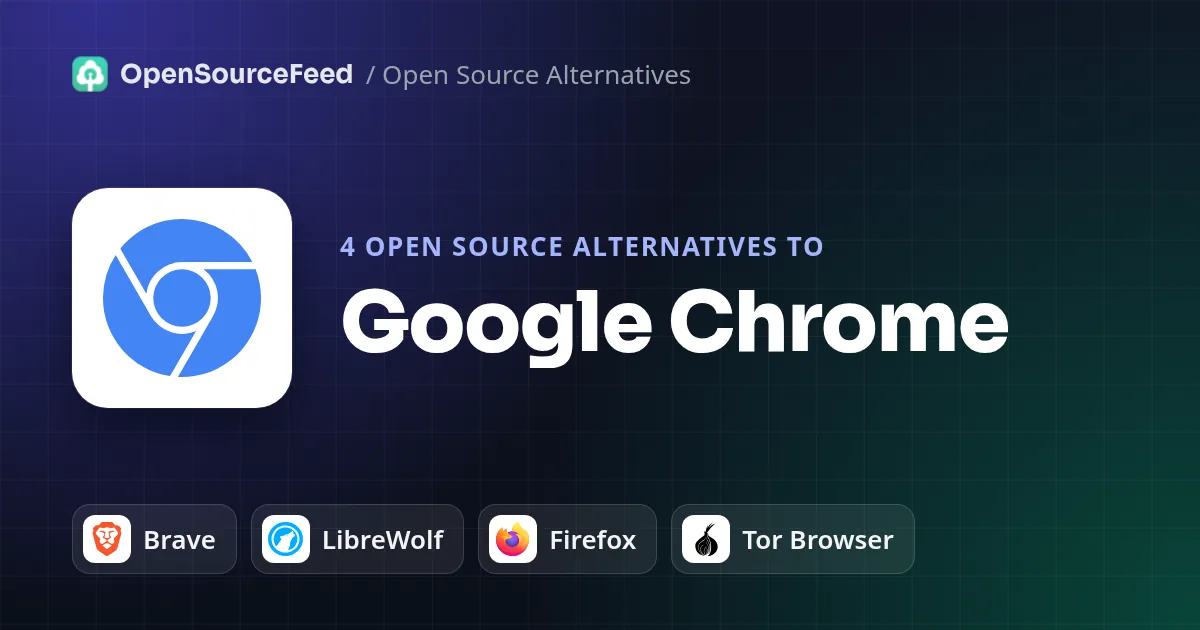 OpenSourceFeed / Open Source Alternatives
4 OPEN SOURCE ALTERNATIVES TO
Google Chrome
Brave LibreWolf Firefox Tor Browser